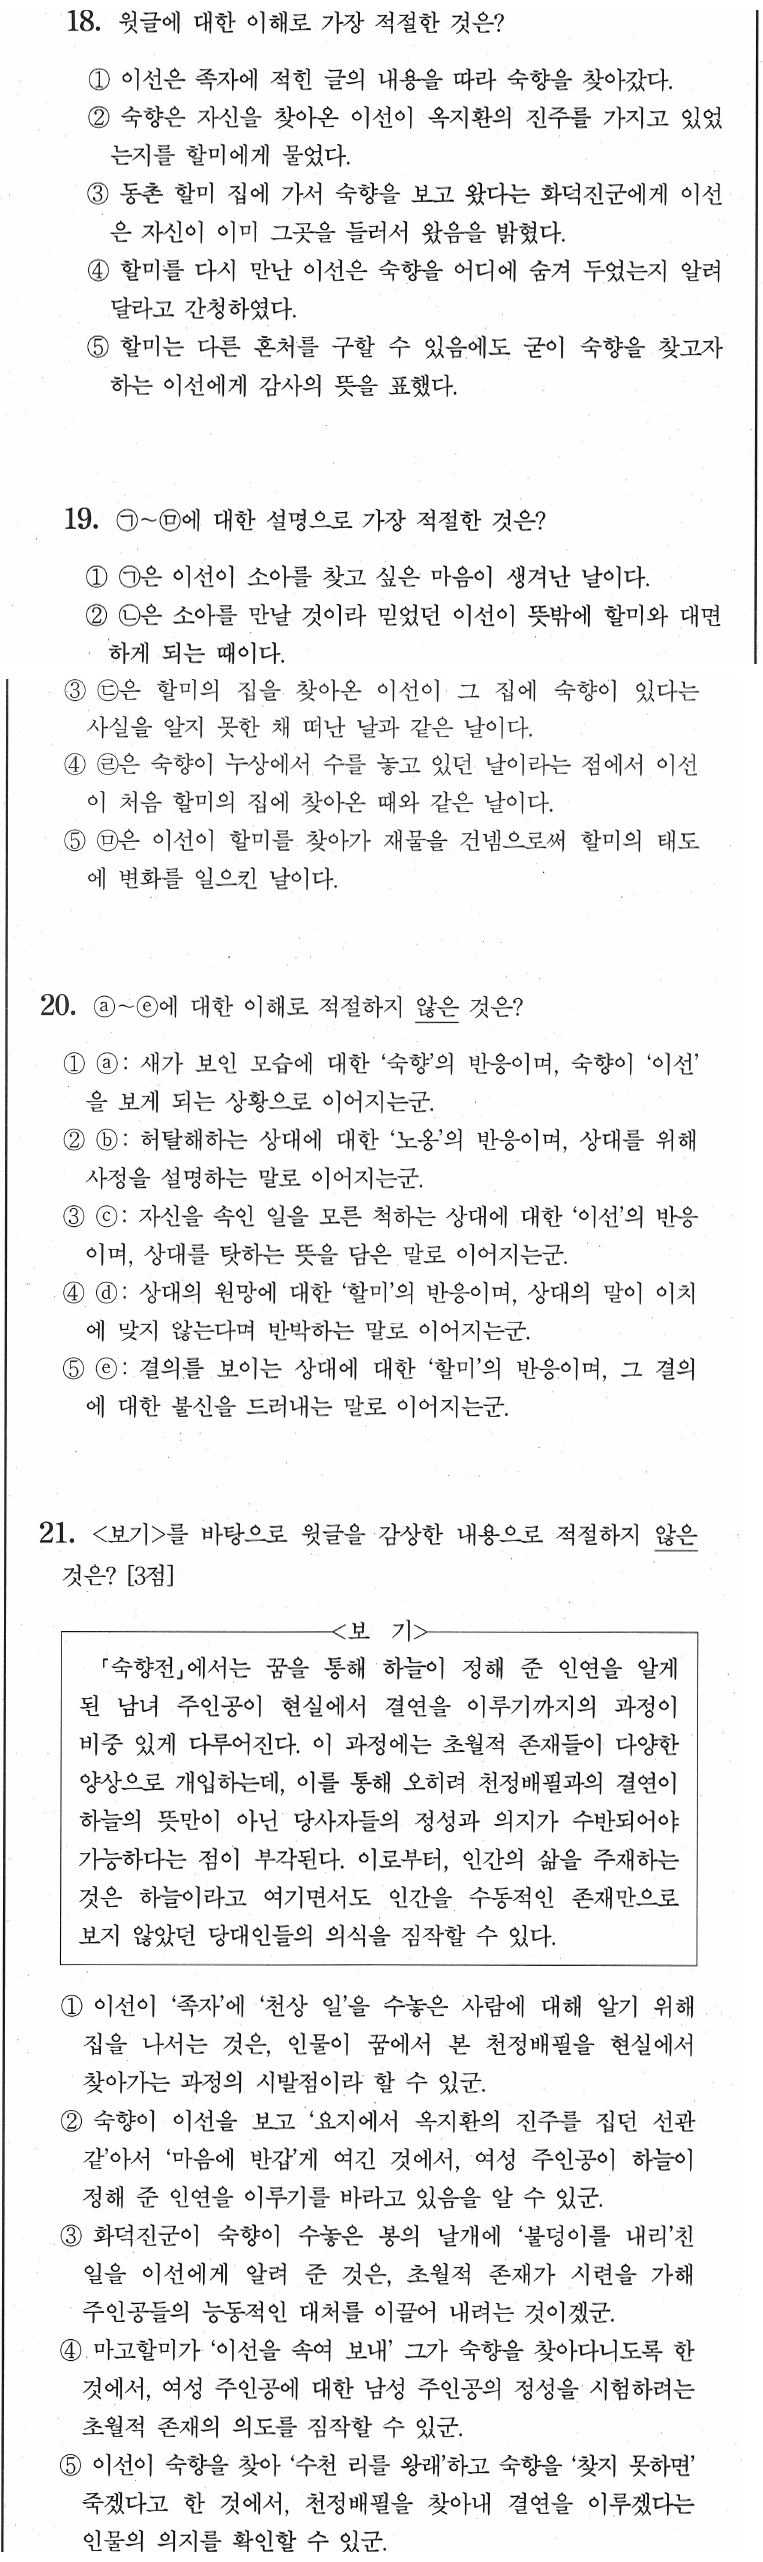 18. 윗글에 대한 이해로 가장 적절한 것은?
① 이선은 족자에 적힌 글의 내용을 따라 숙향을 찾아갔다.
② 숙향은 자신을 찾아온 이선이 옥지환의 진주를 가지고 있었
는지를 할미에게 물었다.
③ 동촌 할미 집에 가서 숙향을 보고 왔다는 화덕진군에게 이선
은 자신이 이미 그곳을 들러서 왔음을 밝혔다.
④ 할미를 다시 만난 이선은 숙향을 어디에 숨겨 두었는지 알려
달라고 간청하였다.
⑤ 할미는 다른 혼처를 구할 수 있음에도 굳이 숙향을 찾고자
하는 이선에게 감사의 뜻을 표했다.
19. ㉠~㉤에 대한 설명으로 가장 적절한 것은?
① ㉠은 이선이 소아를 찾고 싶은 마음이 생겨난 날이다.
② ㉡은 소아를 만날 것이라 믿었던 이선이 뜻밖에 할미와 대면
하게 되는 때이다.
③ ㉢은 할미의 집을 찾아온 이선이 그 집에 숙향이 있다는
사실을 알지 못한 채 떠난 날과 같은 날이다.
④ ㉣은 숙향이 누상에서 수를 놓고 있던 날이라는 점에서 이선
이 처음 할미의 집에 찾아온 때와 같은 날이다.
⑤ ㉤은 이선이 할미를 찾아가 재물을 건넴으로써 할미의 태도
에 변화를 일으킨 날이다.
20. ⓐ~ⓔ에 대한 이해로 적절하지 않은 것은?
① ⓐ: 새가 보인 모습에 대한 ‘숙향’의 반응이며, 숙향이 ‘이선’
을 보게 되는 상황으로 이어지는군.
② ⓑ: 허탈해하는 상대에 대한 ‘노옹’의 반응이며, 상대를 위해
사정을 설명하는 말로 이어지는군.
③ ⓒ: 자신을 속인 일을 모른 척하는 상대에 대한 ‘이선’의 반응
이며, 상대를 탓하는 뜻을 담은 말로 이어지는군.
④ ⓓ: 상대의 원망에 대한 ‘할미’의 반응이며, 상대의 말이 이치
에 맞지 않는다며 반박하는 말로 이어지는군.
⑤ ⓔ: 결의를 보이는 상대에 대한 ‘할미’의 반응이며, 그 결의
에 대한 불신을 드러내는 말로 이어지는군.
21. <보기>를 바탕으로 윗글을 감상한 내용으로 적절하지 않은
것은? [3점]
<보 기>
「숙향전」에서는 꿈을 통해 하늘이 정해 준 인연을 알게
된 남녀 주인공이 현실에서 결연을 이루기까지의 과정이
비중 있게 다루어진다. 이 과정에는 초월적 존재들이 다양한
양상으로 개입하는데, 이를 통해 오히려 천정배필과의 결연이
하늘의 뜻만이 아닌 당사자들의 정성과 의지가 수반되어야
가능하다는 점이 부각된다. 이로부터, 인간의 삶을 주재하는
것은 하늘이라고 여기면서도 인간을 수동적인 존재만으로
보지 않았던 당대인들의 의식을 짐작할 수 있다.
① 이선이 ‘족자’에 ‘천상 일’을 수놓은 사람에 대해 알기 위해
집을 나서는 것은, 인물이 꿈에서 본 천정배필을 현실에서
찾아가는 과정의 시발점이라 할 수 있군.
② 숙향이 이선을 보고 ‘요지에서 옥지환의 진주를 집던 선관
같’아서 ‘마음에 반갑’게 여긴 것에서, 여성 주인공이 하늘이
정해 준 인연을 이루기를 바라고 있음을 알 수 있군.
③ 화덕진군이 숙향이 수놓은 봉의 날개에 ‘불덩이를 내리’친
일을 이선에게 알려 준 것은, 초월적 존재가 시련을 가해
주인공들의 능동적인 대처를 이끌어 내려는 것이겠군.
④ 마고할미가 ‘이선을 속여 보내’ 그가 숙향을 찾아다니도록 한
것에서, 여성 주인공에 대한 남성 주인공의 정성을 시험하려는
초월적 존재의 의도를 짐작할 수 있군.
⑤ 이선이 숙향을 찾아 ‘수천 리를 왕래’하고 숙향을 ‘찾지 못하면’
죽겠다고 한 것에서, 천정배필을 찾아내 결연을 이루겠다는
인물의 의지를 확인할 수 있군.